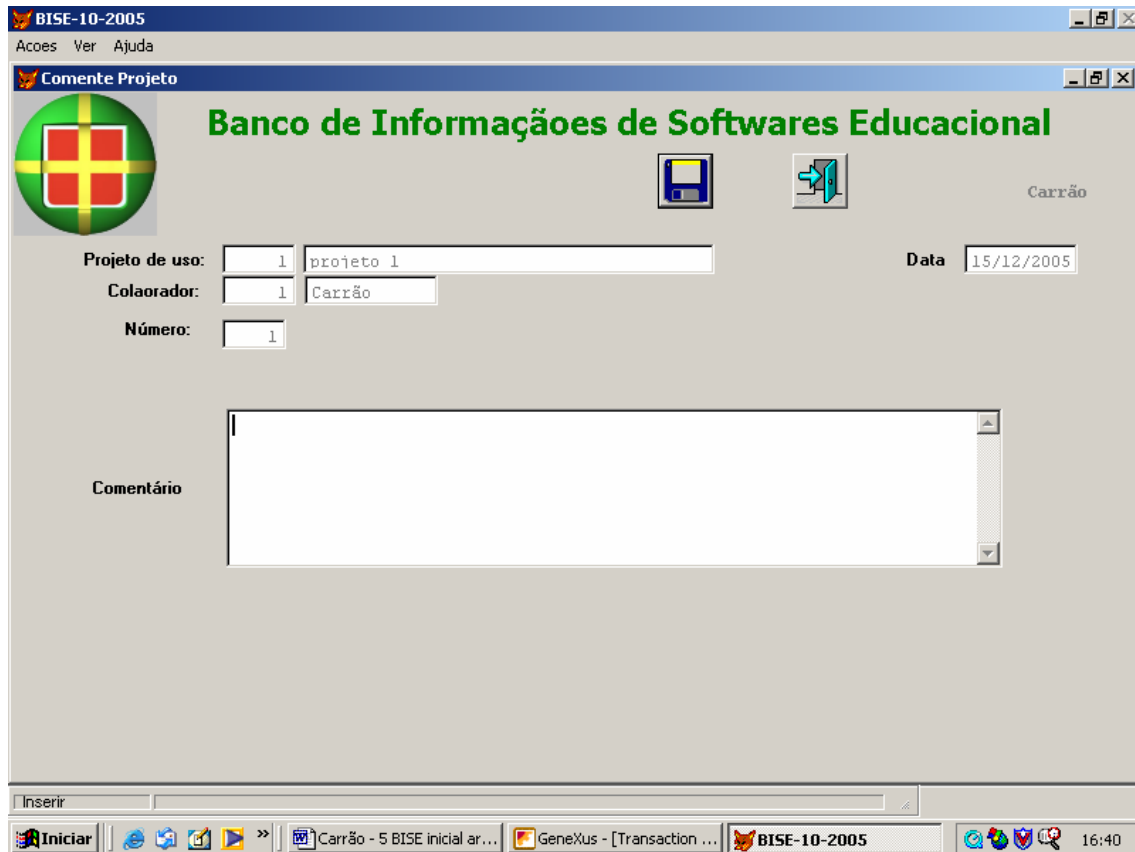 BISE-10-2005
Acoes Ver Ajuda
Comente Projeto
Banco de Informaçãoes de Softwares Educacional
Carrão
Projeto de uso: 1 projeto 1 Data 15/12/2005
Colaorador: 1 Carrão
Número: 1
Comentário
Inserir
Iniciar » Carrão - 5 BISE inicial ar... GeneXus - [Transaction ... BISE-10-2005 16:40